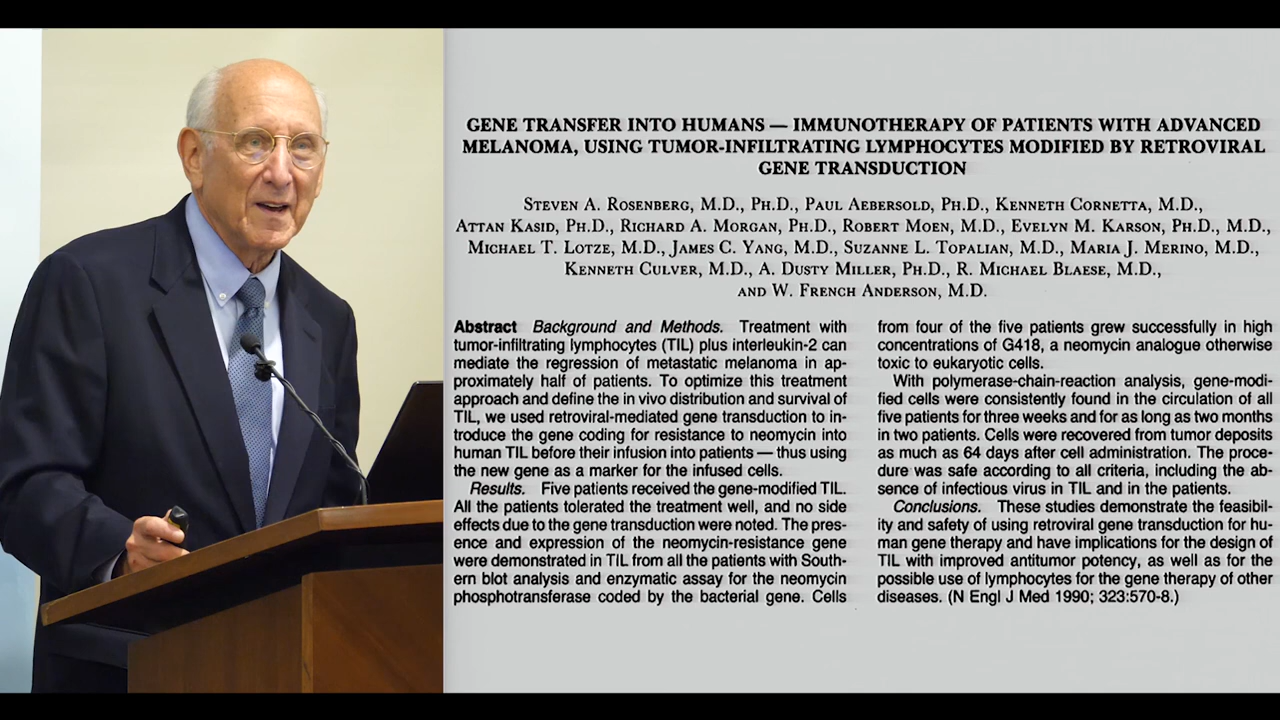 GENE TRANSFER INTO HUMANS — IMMUNOTHERAPY OF PATIENTS WITH ADVANCED
MELANOMA, USING TUMOR-INFILTRATING LYMPHOCYTES MODIFIED BY RETROVIRAL
GENE TRANSDUCTION
STEVEN A. ROSENBERG, M.D., PH.D., PAUL AEBERSOLD, PH.D., KENNETH CORNETTA, M.D.,
ATTAN KASID, PH.D., RICHARD A. MORGAN, PH.D., ROBERT MOEN, M.D., EVELYN M. KARSON, PH.D., M.D.,
MICHAEL T. LOTZE, M.D., JAMES C. YANG, M.D., SUZANNE L. TOPALIAN, M.D., MARIA J. MERINO, M.D.,
KENNETH CULVER, M.D., A. DUSTY MILLER, PH.D., R. MICHAEL BLAESE, M.D.,
AND W. FRENCH ANDERSON, M.D.
Abstract Background and Methods. Treatment with
tumor-infiltrating lymphocytes (TIL) plus interleukin-2 can
mediate the regression of metastatic melanoma in ap-
proximately half of patients. To optimize this treatment
approach and define the in vivo distribution and survival of
TIL, we used retroviral-mediated gene transduction to in-
troduce the gene coding for resistance to neomycin into
human TIL before their infusion into patients — thus using
the new gene as a marker for the infused cells.
Results. Five patients received the gene-modified TIL.
All the patients tolerated the treatment well, and no side
effects due to the gene transduction were noted. The pres-
ence and expression of the neomycin-resistance gene
were demonstrated in TIL from all the patients with South-
ern blot analysis and enzymatic assay for the neomycin
phosphotransferase coded by the bacterial gene. Cells
from four of the five patients grew successfully in high
concentrations of G418, a neomycin analogue otherwise
toxic to eukaryotic cells.
With polymerase-chain-reaction analysis, gene-modi-
fied cells were consistently found in the circulation of all
five patients for three weeks and for as long as two months
in two patients. Cells were recovered from tumor deposits
as much as 64 days after cell administration. The proce-
dure was safe according to all criteria, including the ab-
sence of infectious virus in TIL and in the patients.
Conclusions. These studies demonstrate the feasibil-
ity and safety of using retroviral gene transduction for hu-
man gene therapy and have implications for the design of
TIL with improved antitumor potency, as well as for the
possible use of lymphocytes for the gene therapy of other
diseases. (N Engl J Med 1990; 323:570-8.)